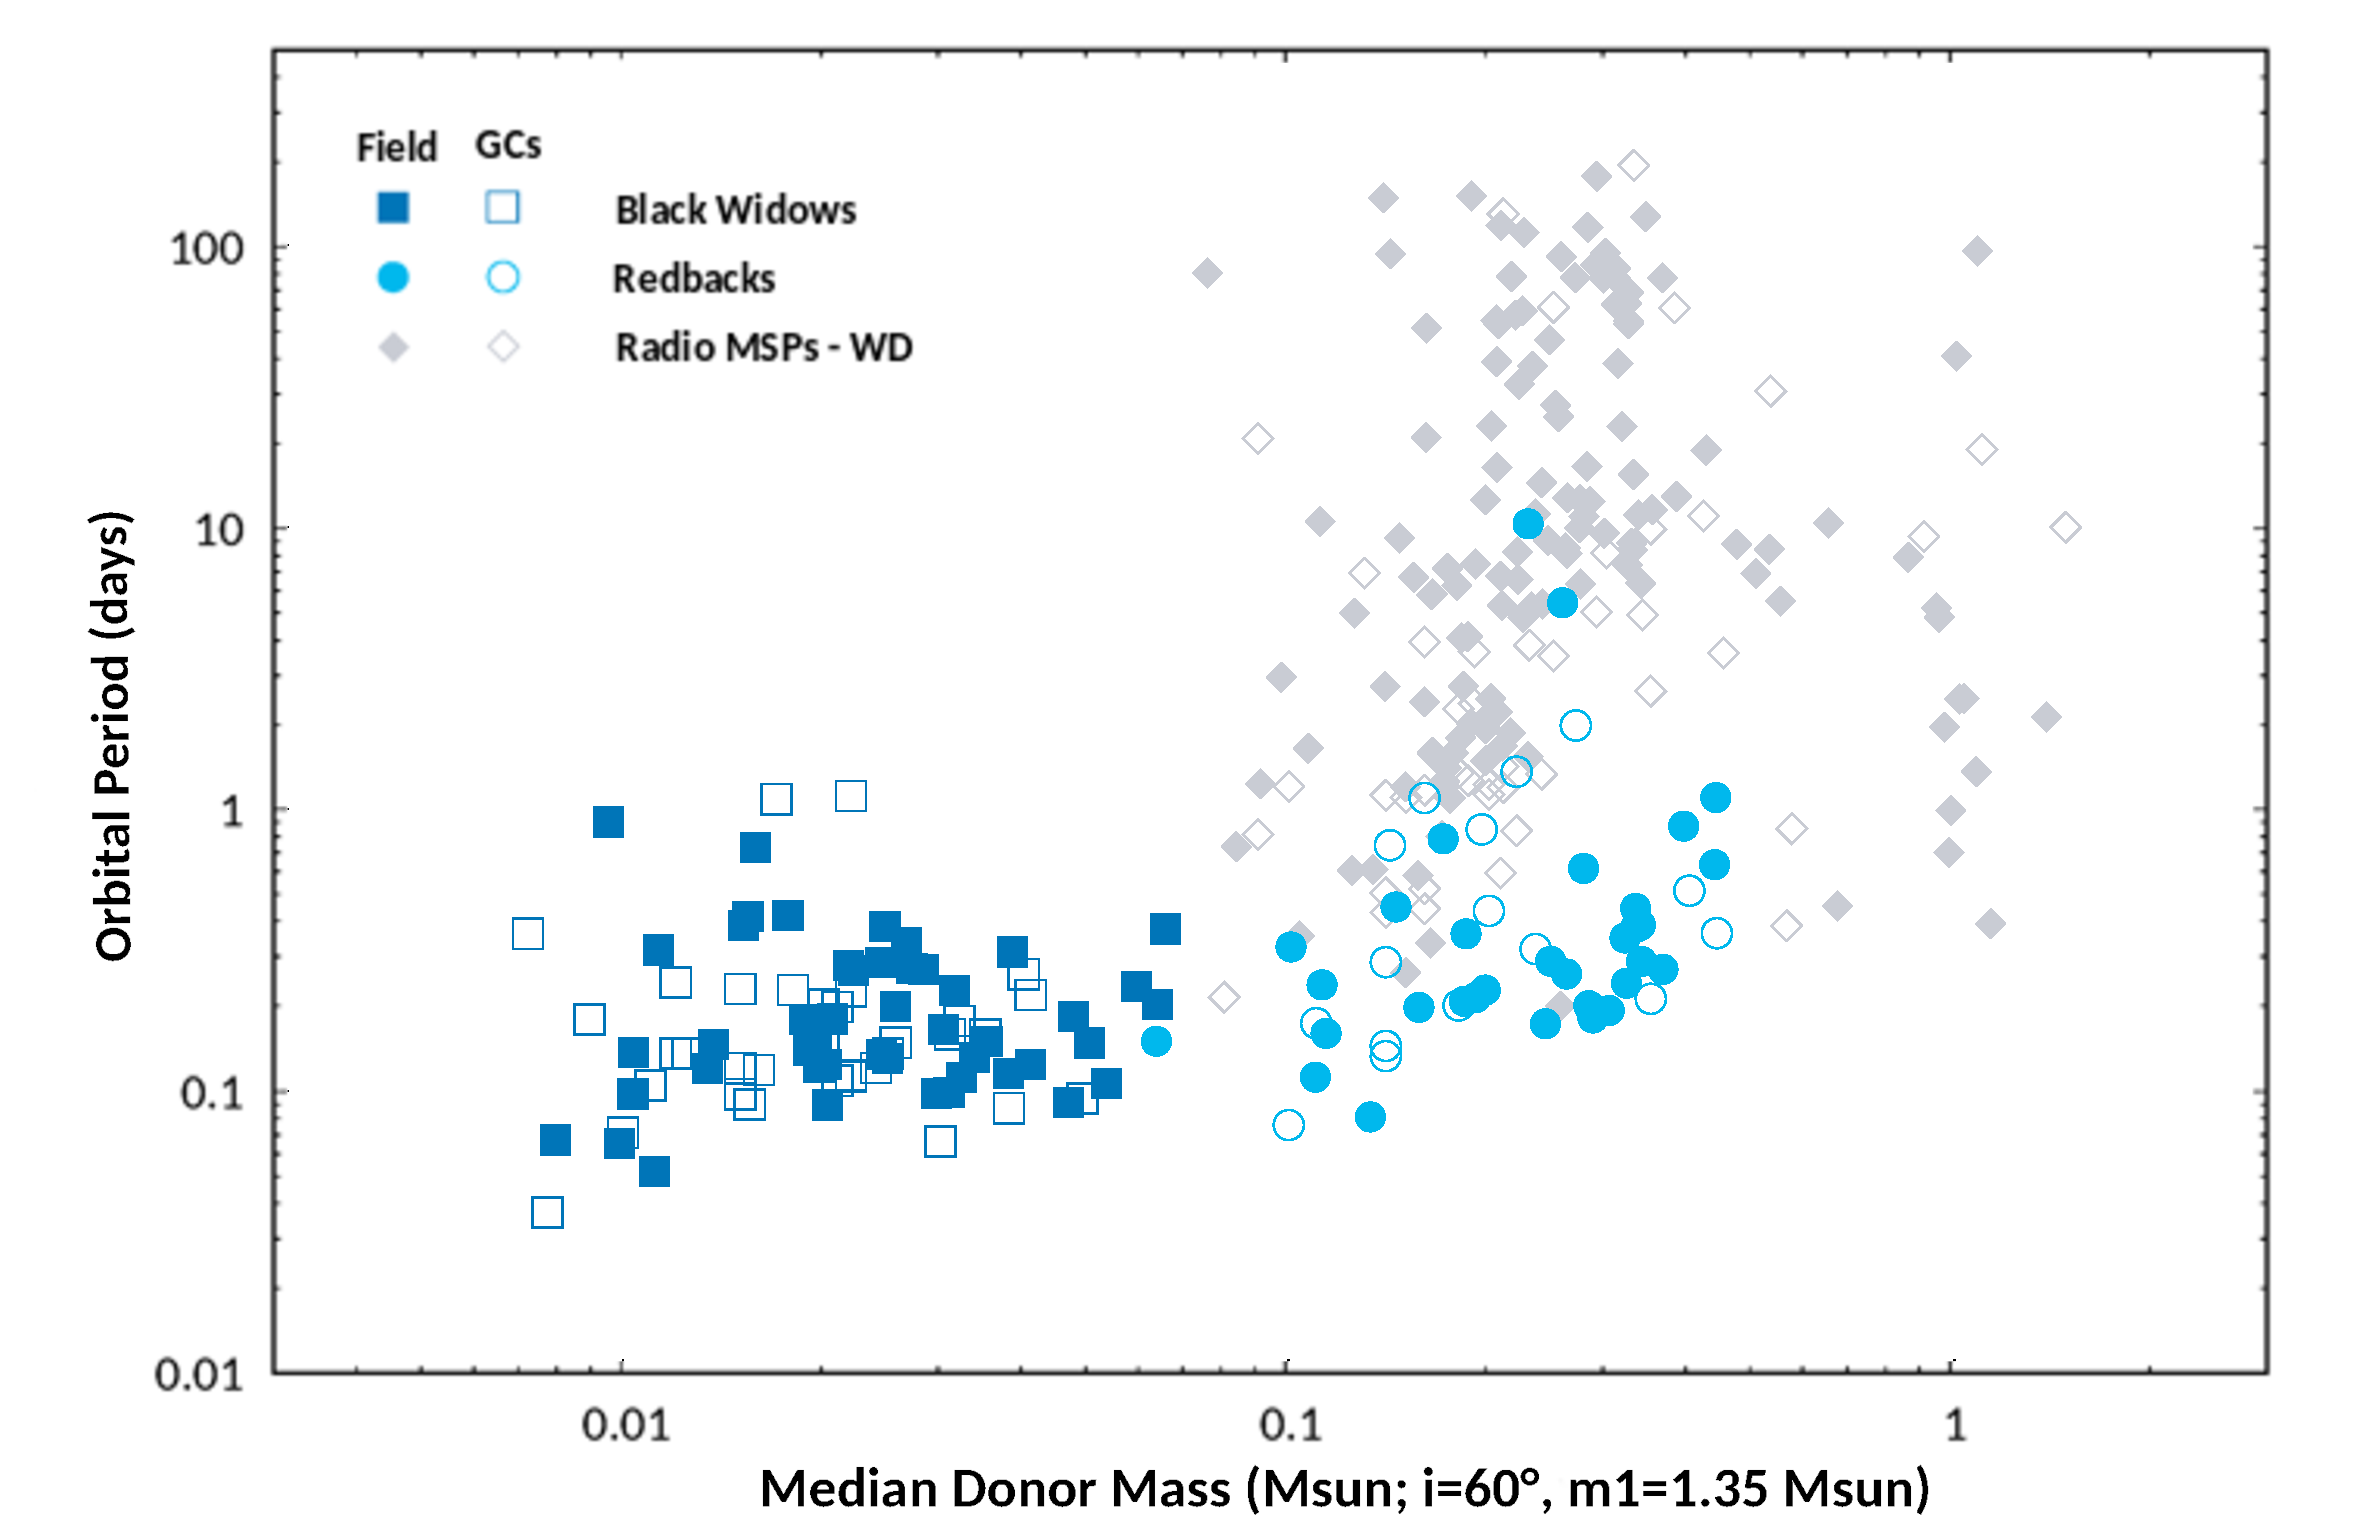 Field GCs
Black Widows
Redbacks
Radio MSPs - WD
100
10
1
0.1
0.01
Orbital Period (days)
0.01 0.1 1
Median Donor Mass (Msun; i=60°, m1=1.35 Msun)